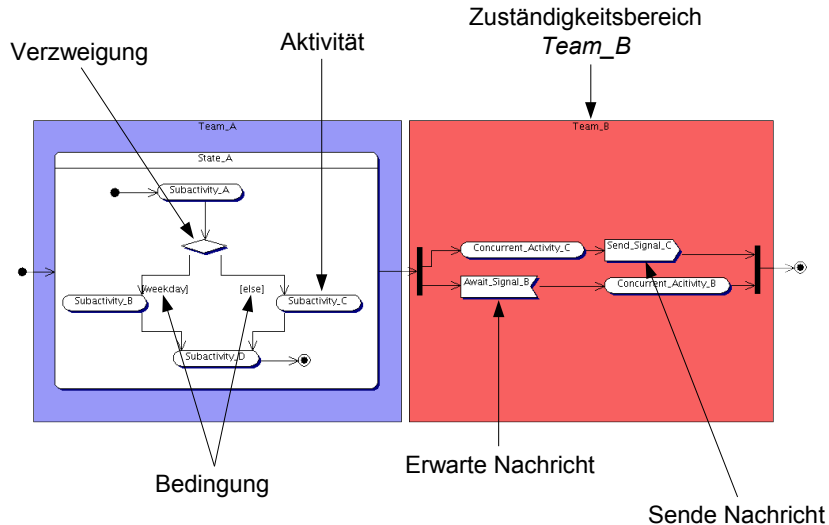 Zuständigkeitsbereich
Team_B
Verzweigung
Aktivität
Team_A
Team_B
State_A
Subactivity_A
Concurrent_Activity_C
Send_Signal_C
Await_Signal_B
Concurrent_Acitivity_B
[weekday]
[else]
Subactivity_B
Subactivity_C
Subactivity_D
Bedingung
Erwarte Nachricht
Sende Nachricht